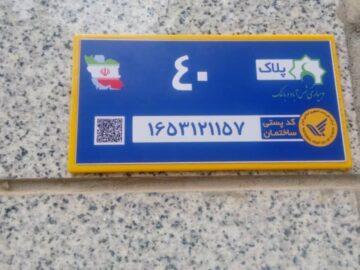 پلاک
۴۰
کد پستی
ساختمان
۱۶۵۳۱۲۱۱۵۷